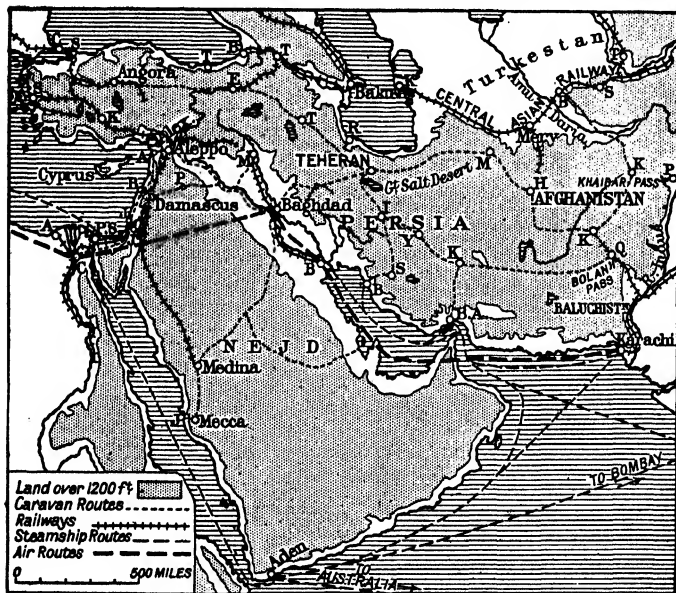 C. S
B
T
T
Turkestan
Angora
E
Baku
K
CENTRAL
ASIAN
RAILWAY
Amu Daria
B
S
K
T
R
Merv
Aleppo
M
TEHERAN
M
K
P
A
Cyprus
Gt Salt Desert
H
KHAIBAR PASS
B
P
AFGHANISTAN
Damascus
Baghdad
I
PERSIA
A
P.S.
Y
K
K
Q
C
B
S
BOLAN PASS
B
BALUCHIST
B.A
Karachi
NEJD
Medina
Mecca
Land over 1200 ft
Caravan Routes
Railways
Steamship Routes
Air Routes
0 500 MILES
Aden
TO BOMBAY
TO AUSTRALIA